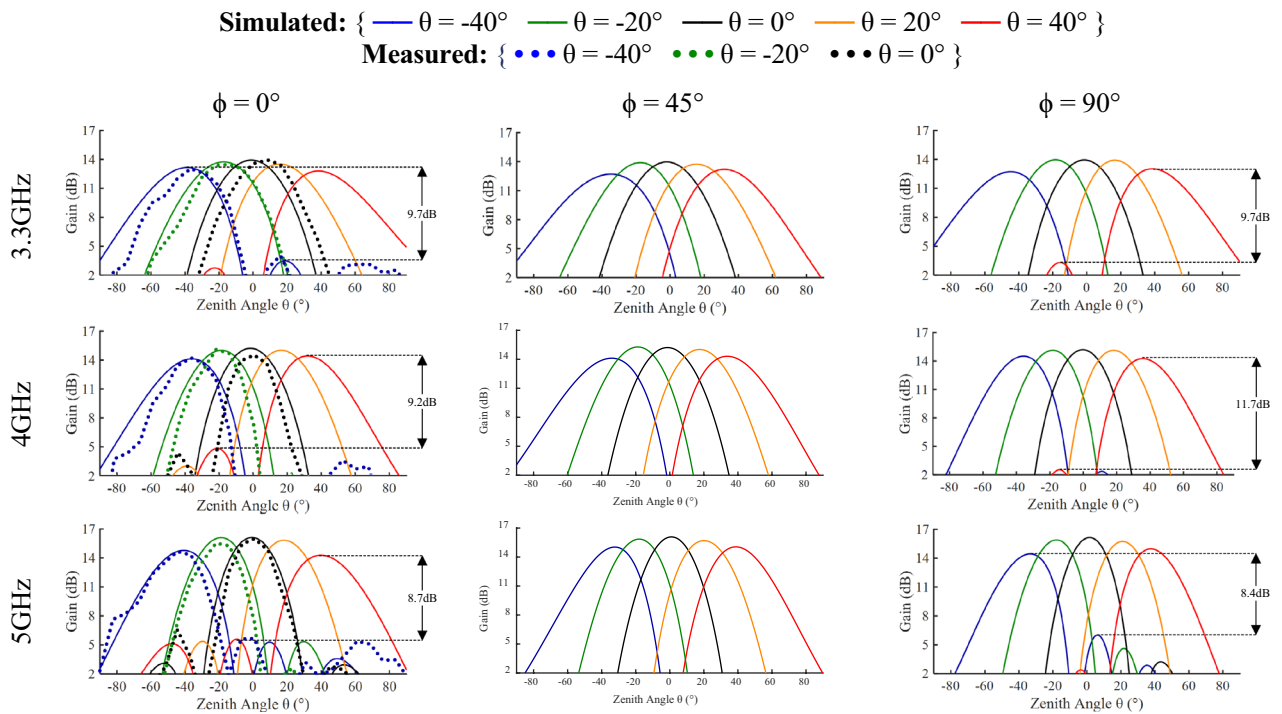 Simulated: { θ = -40° θ = -20° θ = 0° θ = 20° θ = 40° }
Measured: { θ = -40° θ = -20° θ = 0° }
ϕ = 0° ϕ = 45° ϕ = 90°
3.3GHz
Gain (dB)
17
14
11
8
5
2
-80 -60 -40 -20 0 20 40 60 80
Zenith Angle θ (°)
9.7dB
Gain (dB)
17
14
11
8
5
2
-80 -60 -40 -20 0 20 40 60 80
Zenith Angle θ (°)
Gain (dB)
17
14
11
8
5
2
-80 -60 -40 -20 0 20 40 60 80
Zenith Angle θ (°)
9.7dB
4GHz
Gain (dB)
17
14
11
8
5
2
-80 -60 -40 -20 0 20 40 60 80
Zenith Angle θ (°)
9.2dB
Gain (dB)
17
14
11
8
5
2
-80 -60 -40 -20 0 20 40 60 80
Zenith Angle θ (°)
Gain (dB)
17
14
11
8
5
2
-80 -60 -40 -20 0 20 40 60 80
Zenith Angle θ (°)
11.7dB
5GHz
Gain (dB)
17
14
11
8
5
2
-80 -60 -40 -20 0 20 40 60 80
Zenith Angle θ (°)
8.7dB
Gain (dB)
17
14
11
8
5
2
-80 -60 -40 -20 0 20 40 60 80
Zenith Angle θ (°)
Gain (dB)
17
14
11
8
4
2
-80 -60 -40 -20 0 20 40 60 80
Zenith Angle θ (°)
8.4dB